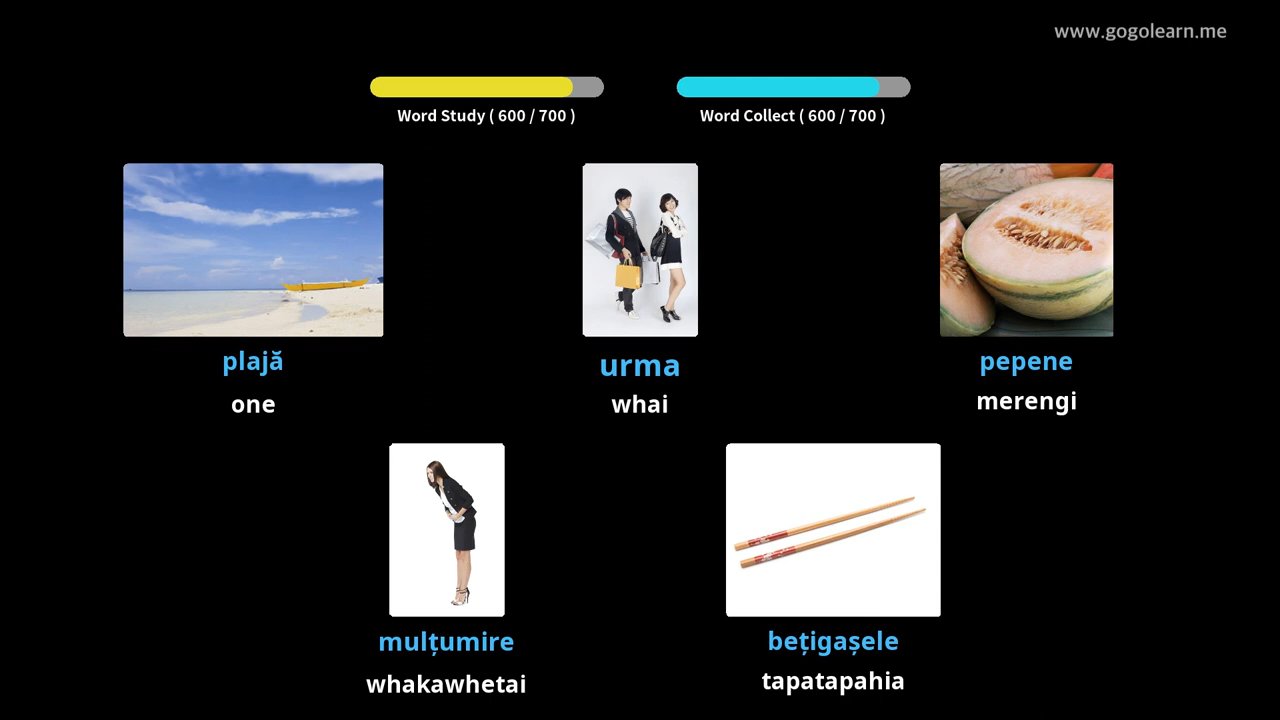 www.gogolearn.me
Word Study ( 600 / 700 )
Word Collect ( 600 / 700 )
plajă
urma
pepene
one
whai
merengi
mulțumire
bețigașele
whakawhetai
tapatapahia